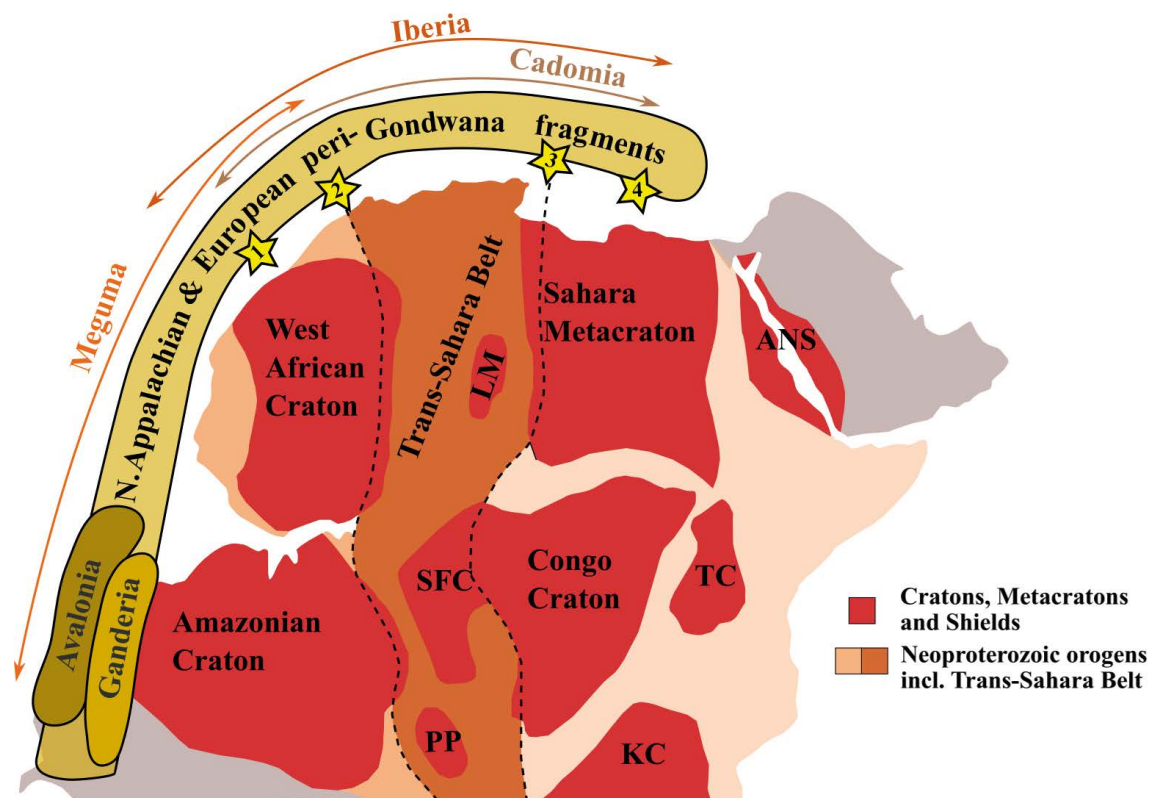 Iberia
Cadomia
Meguma
N. Appalachian & European peri- Gondwana fragments
1
2
3
4
West
African
Craton
Trans-Sahara Belt
LM
Sahara
Metacraton
ANS
Avalonia
Ganderia
Amazonian
Craton
SFC
Congo
Craton
TC
PP
KC
Cratons, Metacratons
and Shields
Neoproterozoic orogens
incl. Trans-Sahara Belt